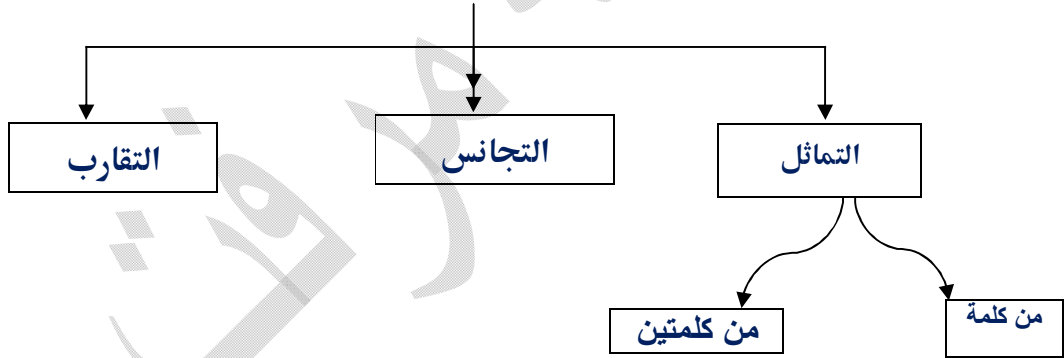 التماثل
التجانس
التقارب
من كلمة
من كلمتين